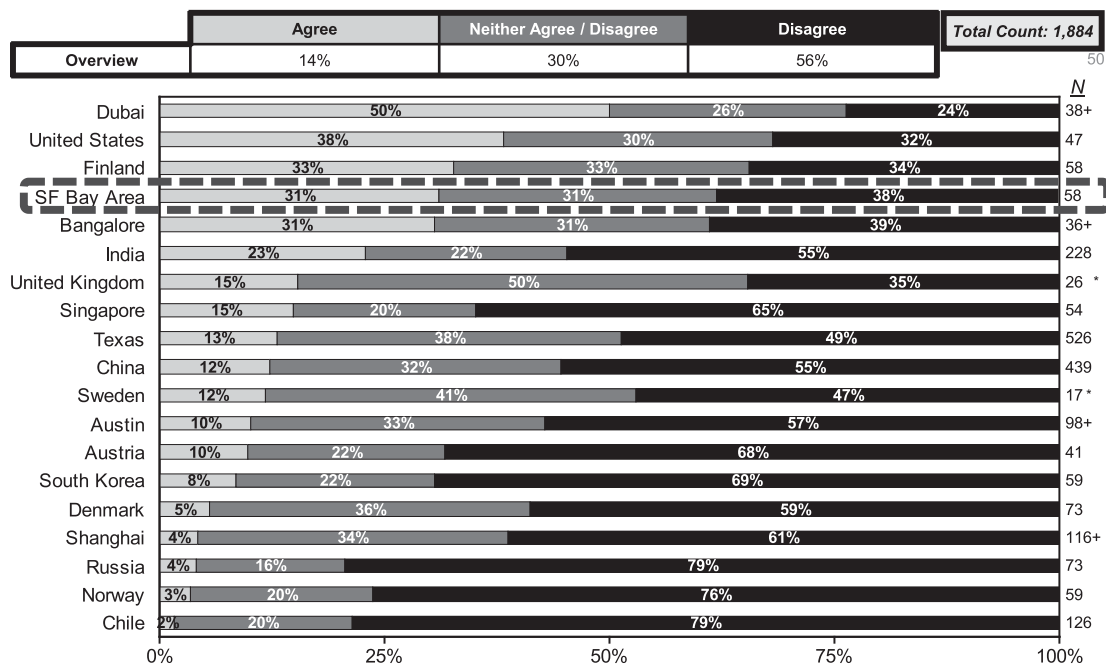 Agree Neither Agree / Disagree Disagree Total Count: 1,884
Overview 14% 30% 56% 50
N
Dubai 50% 26% 24% 38+
United States 38% 30% 32% 47
Finland 33% 33% 34% 58
SF Bay Area 31% 31% 38% 58
Bangalore 31% 31% 39% 36+
India 23% 22% 55% 228
United Kingdom 15% 50% 35% 26 *
Singapore 15% 20% 65% 54
Texas 13% 38% 49% 526
China 12% 32% 55% 439
Sweden 12% 41% 47% 17 *
Austin 10% 33% 57% 98+
Austria 10% 22% 68% 41
South Korea 8% 22% 69% 59
Denmark 5% 36% 59% 73
Shanghai 4% 34% 61% 116+
Russia 4% 16% 79% 73
Norway 3% 20% 76% 59
Chile 2% 20% 79% 126
0% 25% 50% 75% 100%